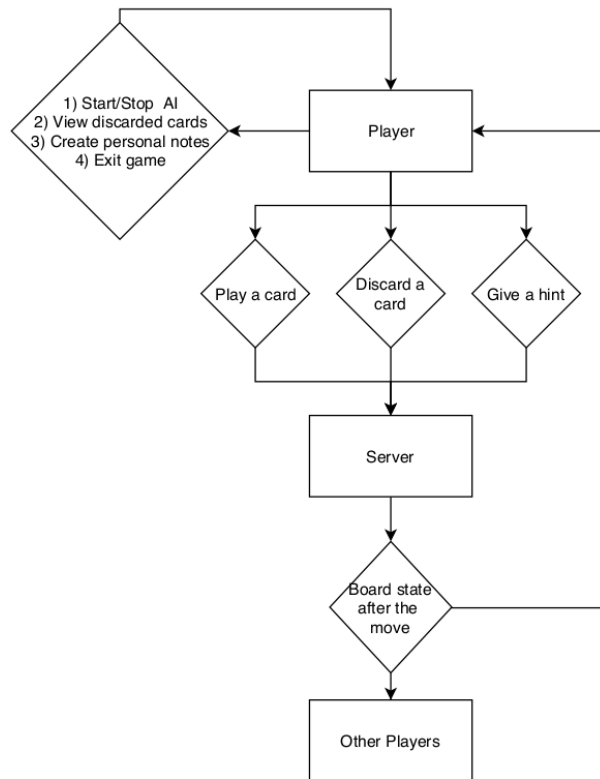 1) Start/Stop AI
2) View discarded cards
3) Create personal notes
4) Exit game
Player
Play a card
Discard a
card
Give a hint
Server
Board state
after the
move
Other Players